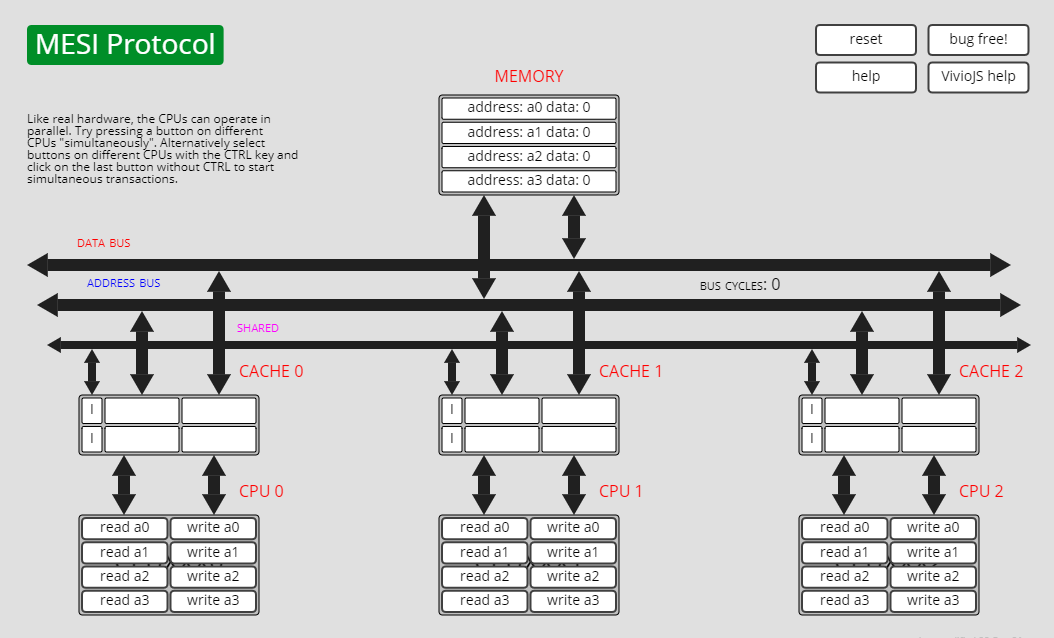 MESI Protocol
reset
bug free!
help
VivioJS help
MEMORY
address: a0 data: 0
address: a1 data: 0
address: a2 data: 0
address: a3 data: 0
Like real hardware, the CPUs can operate in
parallel. Try pressing a button on different
CPUs "simultaneously". Alternatively select
buttons on different CPUs with the CTRL key and
click on the last button without CTRL to start
simultaneous transactions.
DATA BUS
ADDRESS BUS
BUS CYCLES: 0
SHARED
CACHE 0
CACHE 1
CACHE 2
I
I
I
I
I
I
CPU 0
CPU 1
CPU 2
read a0 write a0
read a1 write a1
read a2 write a2
read a3 write a3
read a0 write a0
read a1 write a1
read a2 write a2
read a3 write a3
read a0 write a0
read a1 write a1
read a2 write a2
read a3 write a3